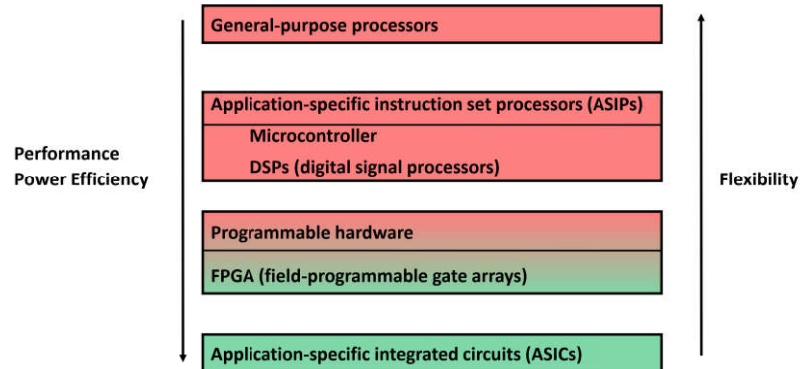 General-purpose processors
Application-specific instruction set processors (ASIPs)
Microcontroller
DSPs (digital signal processors)
Performance
Power Efficiency
Flexibility
Programmable hardware
FPGA (field-programmable gate arrays)
Application-specific integrated circuits (ASICs)